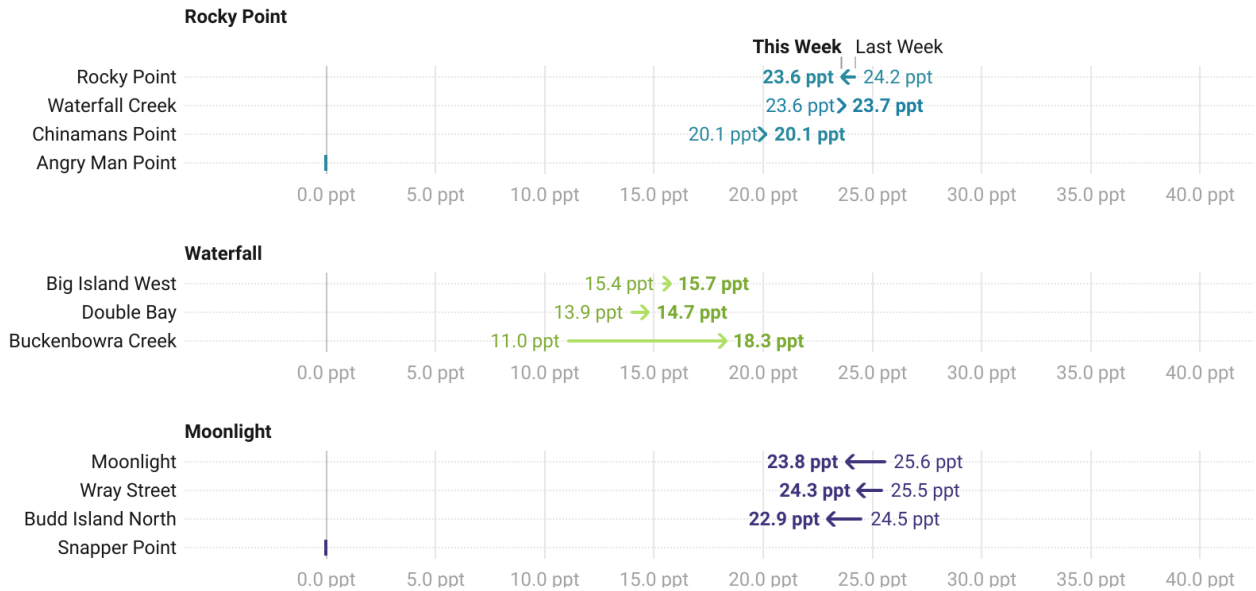 Rocky Point
This Week Last Week
Rocky Point 23.6 ppt 24.2 ppt
Waterfall Creek 23.6 ppt 23.7 ppt
Chinamans Point 20.1 ppt 20.1 ppt
Angry Man Point
0.0 ppt 5.0 ppt 10.0 ppt 15.0 ppt 20.0 ppt 25.0 ppt 30.0 ppt 35.0 ppt 40.0 ppt
Waterfall
Big Island West 15.4 ppt 15.7 ppt
Double Bay 13.9 ppt 14.7 ppt
Buckenbowra Creek 11.0 ppt 18.3 ppt
0.0 ppt 5.0 ppt 10.0 ppt 15.0 ppt 20.0 ppt 25.0 ppt 30.0 ppt 35.0 ppt 40.0 ppt
Moonlight
Moonlight 23.8 ppt 25.6 ppt
Wray Street 24.3 ppt 25.5 ppt
Budd Island North 22.9 ppt 24.5 ppt
Snapper Point
0.0 ppt 5.0 ppt 10.0 ppt 15.0 ppt 20.0 ppt 25.0 ppt 30.0 ppt 35.0 ppt 40.0 ppt